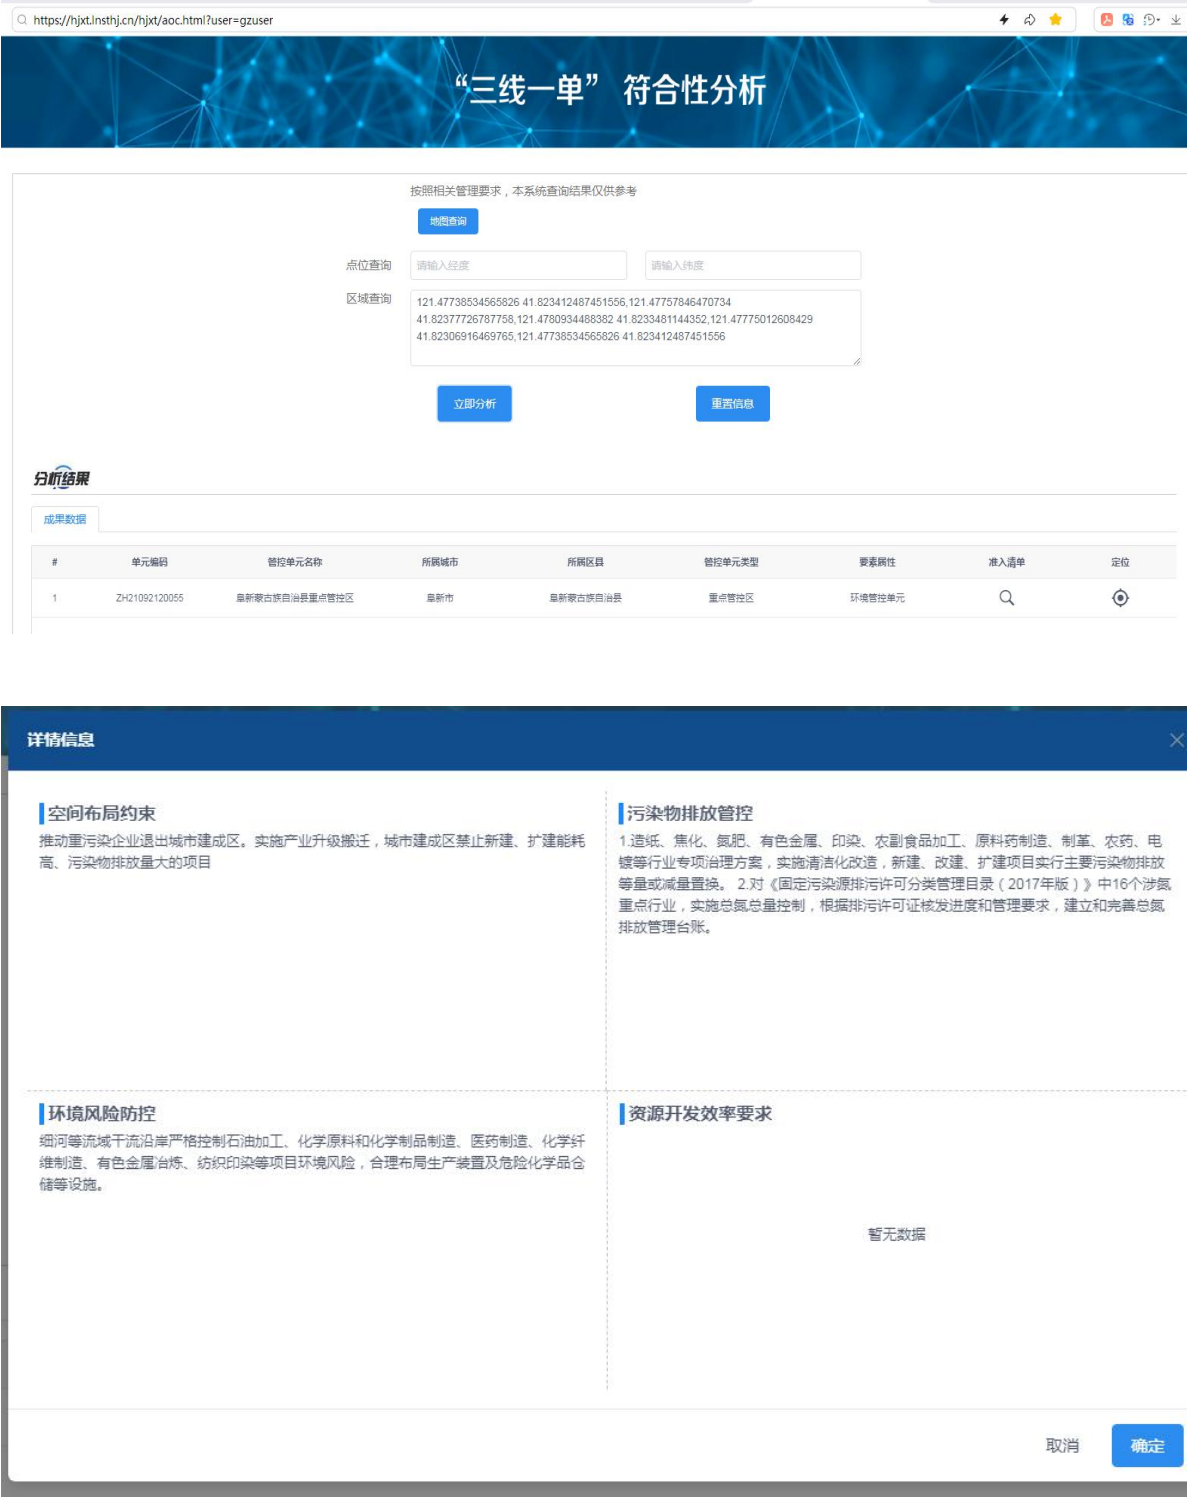 https://hjxt.lnsthj.cn/hjxt/aoc.html?user=gzuser
“三线一单” 符合性分析
按照相关管理要求，本系统查询结果仅供参考
地图查询
点位查询 请输入经度 请输入纬度
区域查询
121.47738534565826 41.823412487451556,121.47757846470734
41.82377726787758,121.4780934488382 41.8233481144352,121.47775012608429
41.82306916469765,121.47738534565826 41.823412487451556
立即分析 重置信息
分析结果
成果数据
# 单元编码 管控单元名称 所属城市 所属区县 管控单元类型 要素属性 准入清单 定位
1 ZH21092120055 阜新蒙古族自治县重点管控区 阜新市 阜新蒙古族自治县 重点管控区 环境管控单元
详情信息
空间布局约束
推动重污染企业退出城市建成区。实施产业升级搬迁，城市建成区禁止新建、扩建能耗
高、污染物排放量大的项目
污染物排放管控
1.造纸、焦化、氮肥、有色金属、印染、农副食品加工、原料药制造、制革、农药、电
镀等行业专项治理方案，实施清洁化改造，新建、改建、扩建项目实行主要污染物排放
等量或减量置换。 2.对《固定污染源排污许可分类管理目录（2017年版）》中16个涉氮
重点行业，实施总氮总量控制，根据排污许可证核发进度和管理要求，建立和完善总氮
排放管理台账。
环境风险防控
细河等流域干流沿岸严格控制石油加工、化学原料和化学制品制造、医药制造、化学纤
维制造、有色金属冶炼、纺织印染等项目环境风险，合理布局生产装置及危险化学品仓
储等设施。
资源开发效率要求
暂无数据
取消 确定